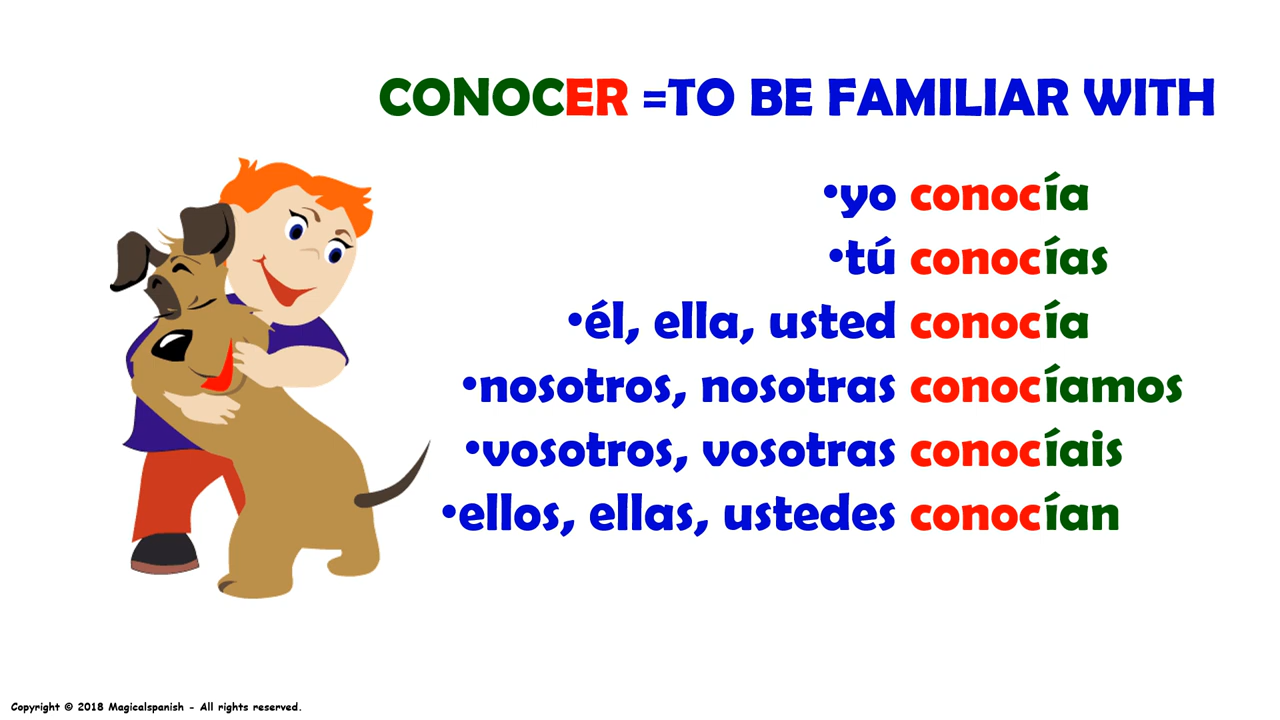 CONOCER =TO BE FAMILIAR WITH
•yo conocía
•tú conocías
•él, ella, usted conocía
•nosotros, nosotras conocíamos
•vosotros, vosotras conocíais
•ellos, ellas, ustedes conocían
Copyright © 2018 Magicalspanish - All rights reserved.